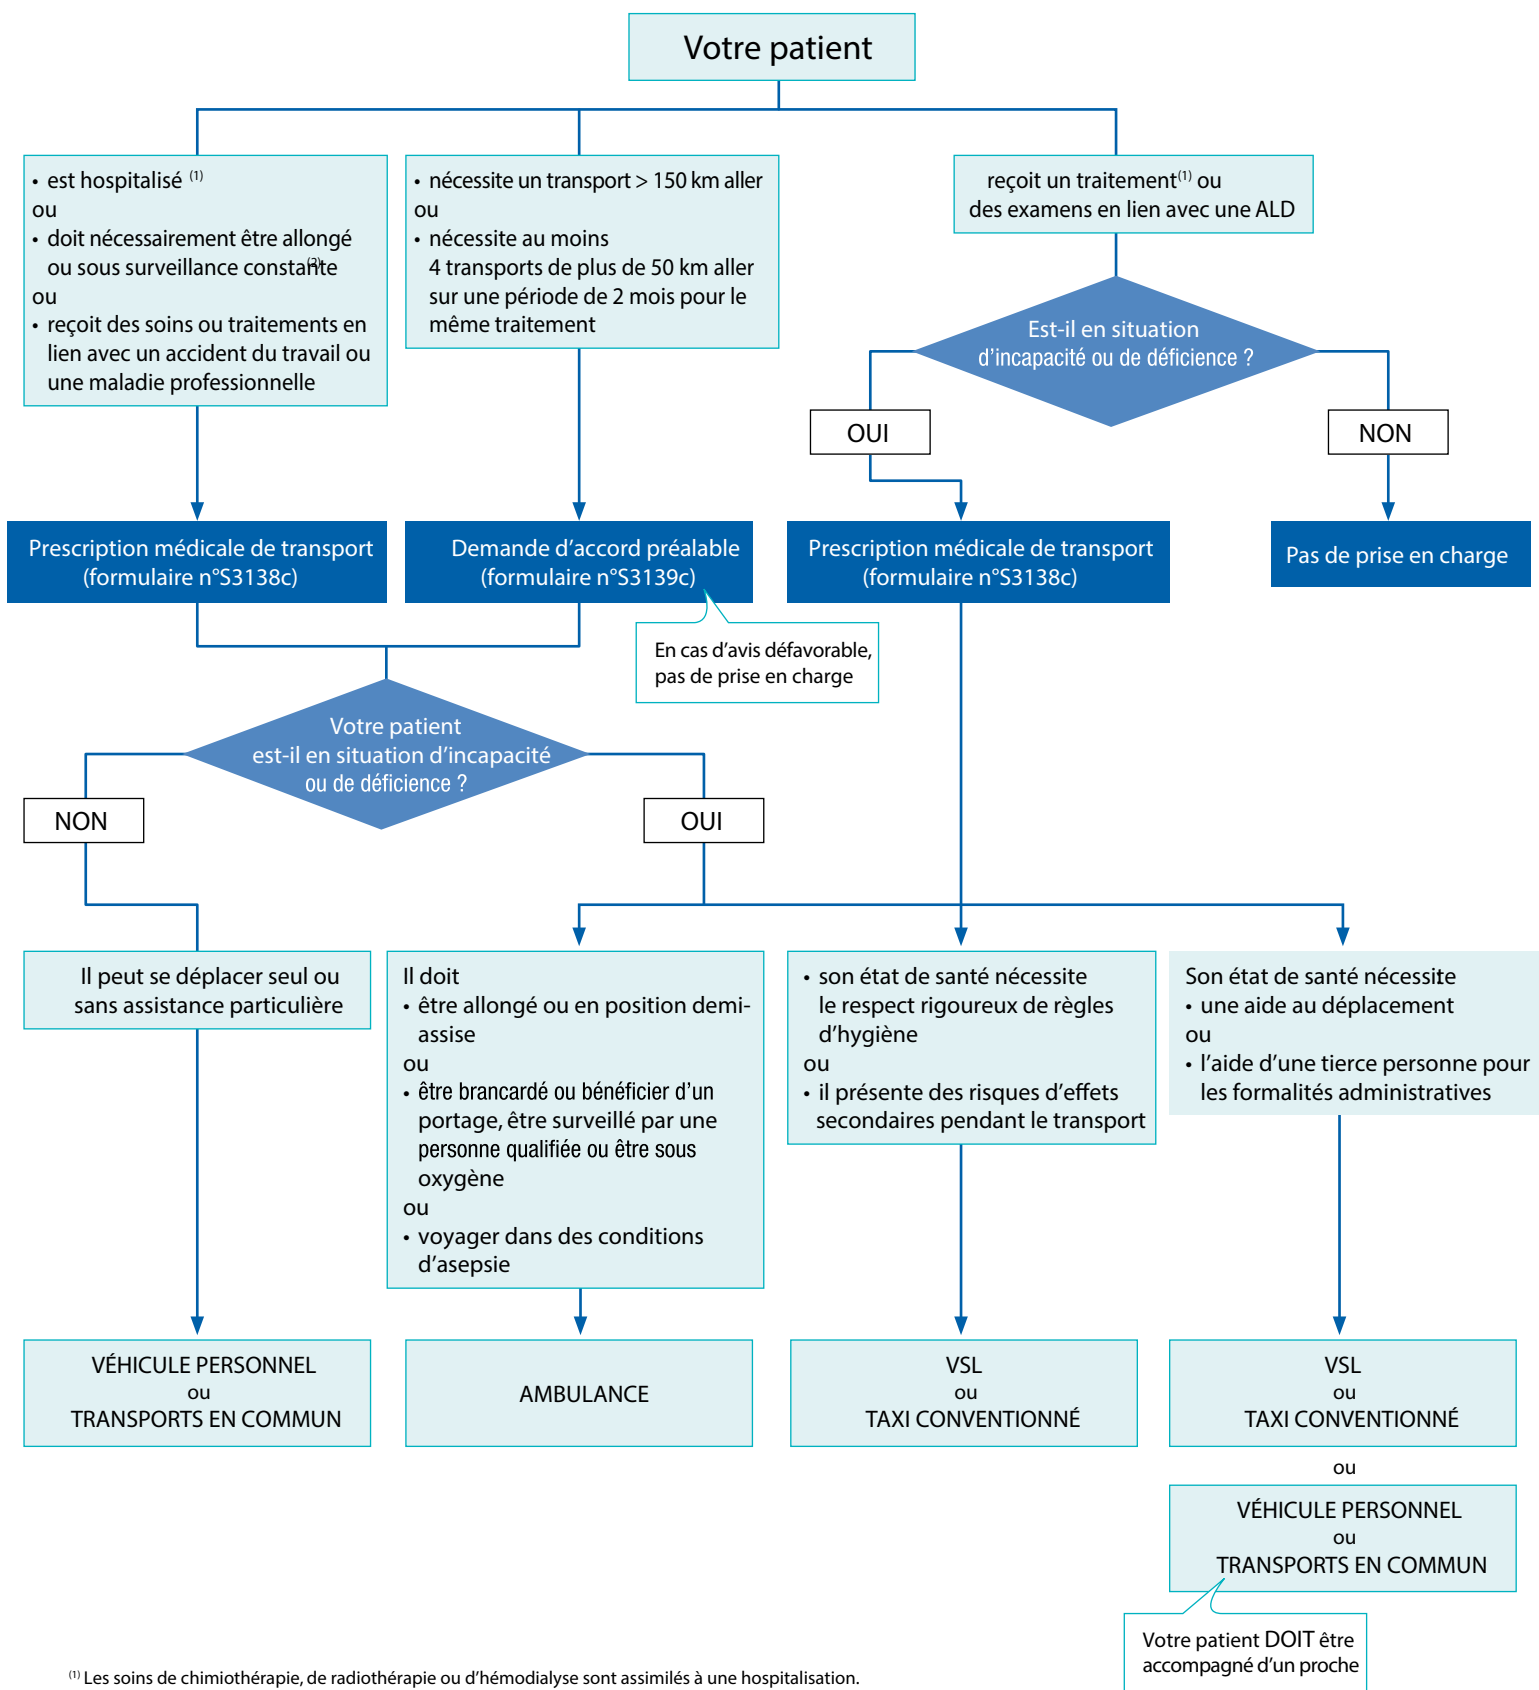 Votre patient
• est hospitalisé (1)
ou
• doit nécessairement être allongé
ou sous surveillance constante (2)
ou
• reçoit des soins ou traitements en
lien avec un accident du travail ou
une maladie professionnelle
• nécessite un transport > 150 km aller
ou
• nécessite au moins
4 transports de plus de 50 km aller
sur une période de 2 mois pour le
même traitement
reçoit un traitement(1) ou
des examens en lien avec une ALD
Est-il en situation
d'incapacité ou de déficience ?
OUI
NON
Prescription médicale de transport
(formulaire n°S3138c)
Demande d'accord préalable
(formulaire n°S3139c)
Prescription médicale de transport
(formulaire n°S3138c)
Pas de prise en charge
En cas d'avis défavorable,
pas de prise en charge
Votre patient
est-il en situation d'incapacité
ou de déficience ?
NON
OUI
Il peut se déplacer seul ou
sans assistance particulière
Il doit
• être allongé ou en position demi-
assise
ou
• être brancardé ou bénéficier d'un
portage, être surveillé par une
personne qualifiée ou être sous
oxygène
ou
• voyager dans des conditions
d'asepsie
• son état de santé nécessite
le respect rigoureux de règles
d'hygiène
ou
• il présente des risques d'effets
secondaires pendant le transport
Son état de santé nécessite
• une aide au déplacement
ou
• l'aide d'une tierce personne pour
les formalités administratives
VÉHICULE PERSONNEL
ou
TRANSPORTS EN COMMUN
AMBULANCE
VSL
ou
TAXI CONVENTIONNÉ
VSL
ou
TAXI CONVENTIONNÉ
ou
VÉHICULE PERSONNEL
ou
TRANSPORTS EN COMMUN
Votre patient DOIT être
accompagné d'un proche
(1) Les soins de chimiothérapie, de radiothérapie ou d'hémodialyse sont assimilés à une hospitalisation.